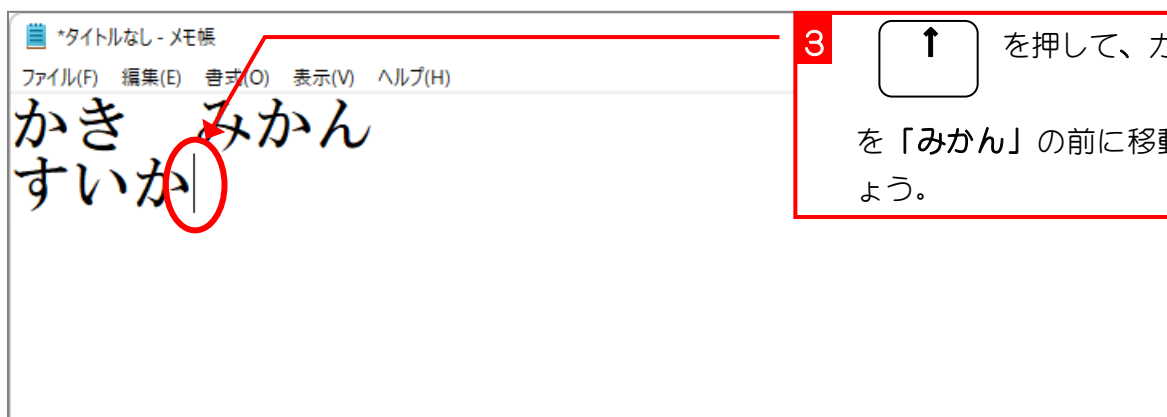 *タイトルなし - メモ帳
ファイル(F) 編集(E) 書式(O) 表示(V) ヘルプ(H)
かき　みかん
すいか
3 ↑ を押して、カ
を「みかん」の前に移動
ょう。